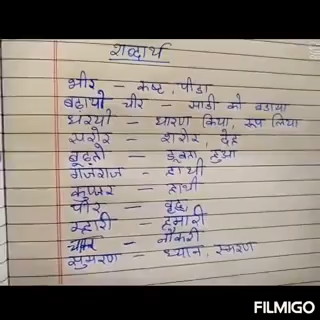 शब्दार्थ
भीर – कष्ट, पीडा
बढायो चीर – साडी को बढाया
धरयो – धारण किया, रूप लिया
सरीर – शरीर, देह
बूढ़तो – डूबता हुआ
गजराज – हाथी
कुण्जर – हाथी
पीर –
म्हारी – हमारी
– नौकरी
सुमरण – ध्यान, स्मरण
FILMIGO